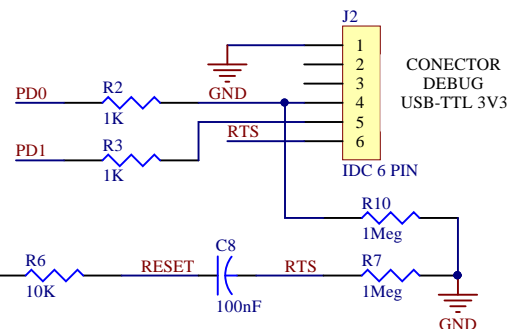 J2
1
2
3
4
5
6
CONECTOR
DEBUG
USB-TTL 3V3
IDC 6 PIN
GND
PD0
R2
1K
PD1
R3
1K
RTS
R10
1Meg
R6
10K
RESET
C8
100nF
RTS
R7
1Meg
GND